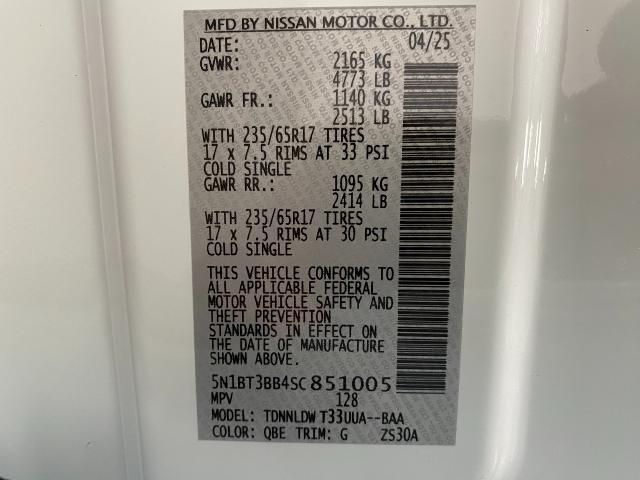 MFD BY NISSAN MOTOR CO., LTD.
DATE: 04/25
GVWR: 2165 KG
4773 LB
GAWR FR.: 1140 KG
2513 LB
WITH 235/65R17 TIRES
17 x 7.5 RIMS AT 33 PSI
COLD SINGLE
GAWR RR.: 1095 KG
2414 LB
WITH 235/65R17 TIRES
17 x 7.5 RIMS AT 30 PSI
COLD SINGLE
THIS VEHICLE CONFORMS TO
ALL APPLICABLE FEDERAL
MOTOR VEHICLE SAFETY AND
THEFT PREVENTION
STANDARDS IN EFFECT ON
THE DATE OF MANUFACTURE
SHOWN ABOVE.
5N1BT3BB4SC851005
MPV 128
MODEL: TDNNLDW T33UUA--BAA
COLOR: QBE TRIM: G ZS30A